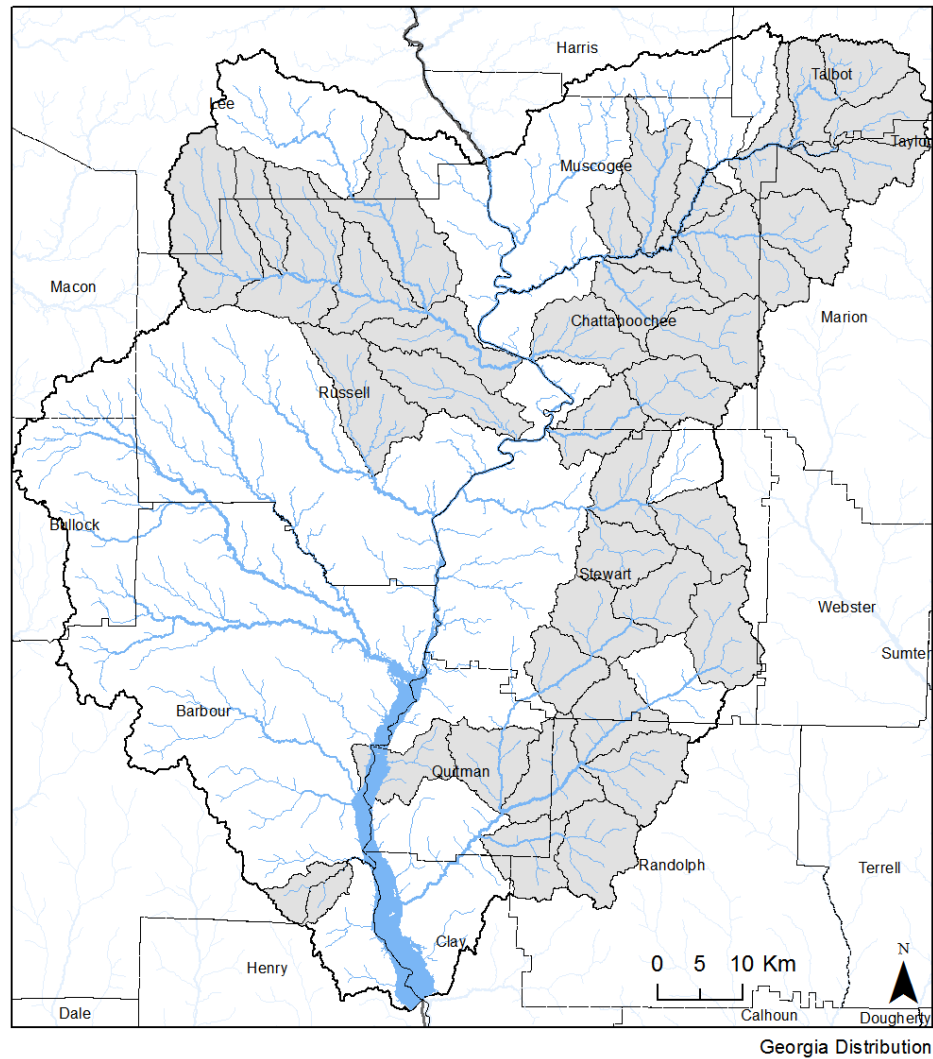 Harris
Talbot
Lee
Taylor
Muscogee
Macon
Chattahoochee
Marion
Russell
Bullock
Stewart
Webster
Sumter
Barbour
Quitman
Randolph
Terrell
Clay
N
0 5 10 Km
Henry
Dale
Calhoun
Dougherty
Georgia Distribution